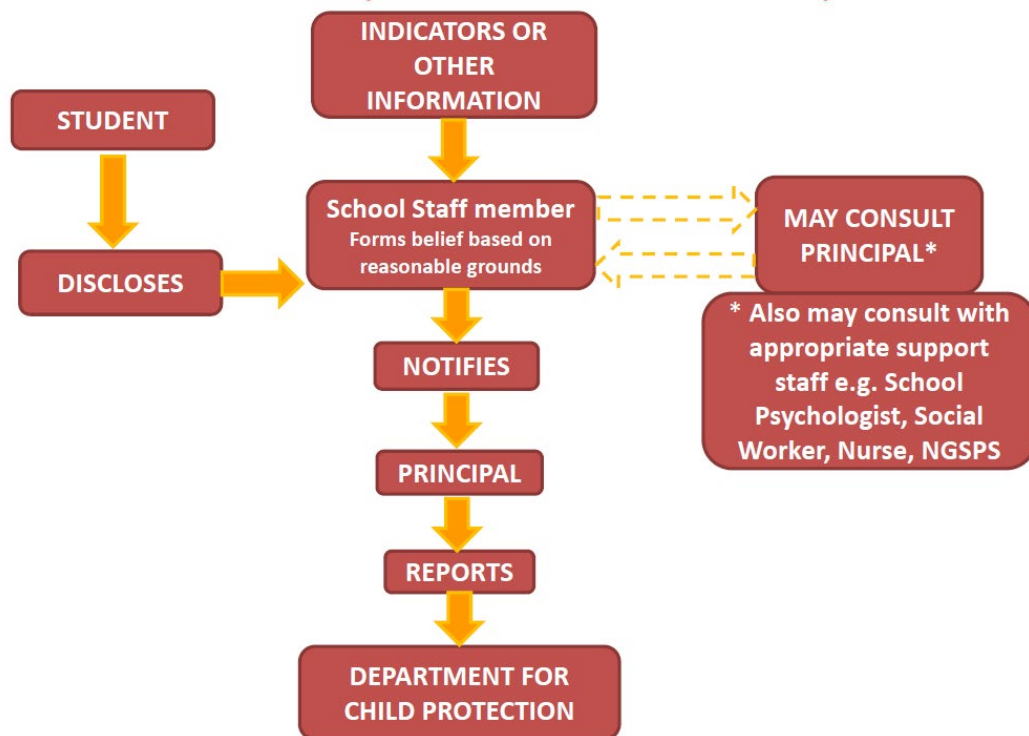 INDICATORS OR
OTHER
INFORMATION
STUDENT
DISCLOSES
School Staff member
Forms belief based on
reasonable grounds
MAY CONSULT
PRINCIPAL*
* Also may consult with
appropriate support
staff e.g. School
Psychologist, Social
Worker, Nurse, NGSPS
NOTIFIES
PRINCIPAL
REPORTS
DEPARTMENT FOR
CHILD PROTECTION